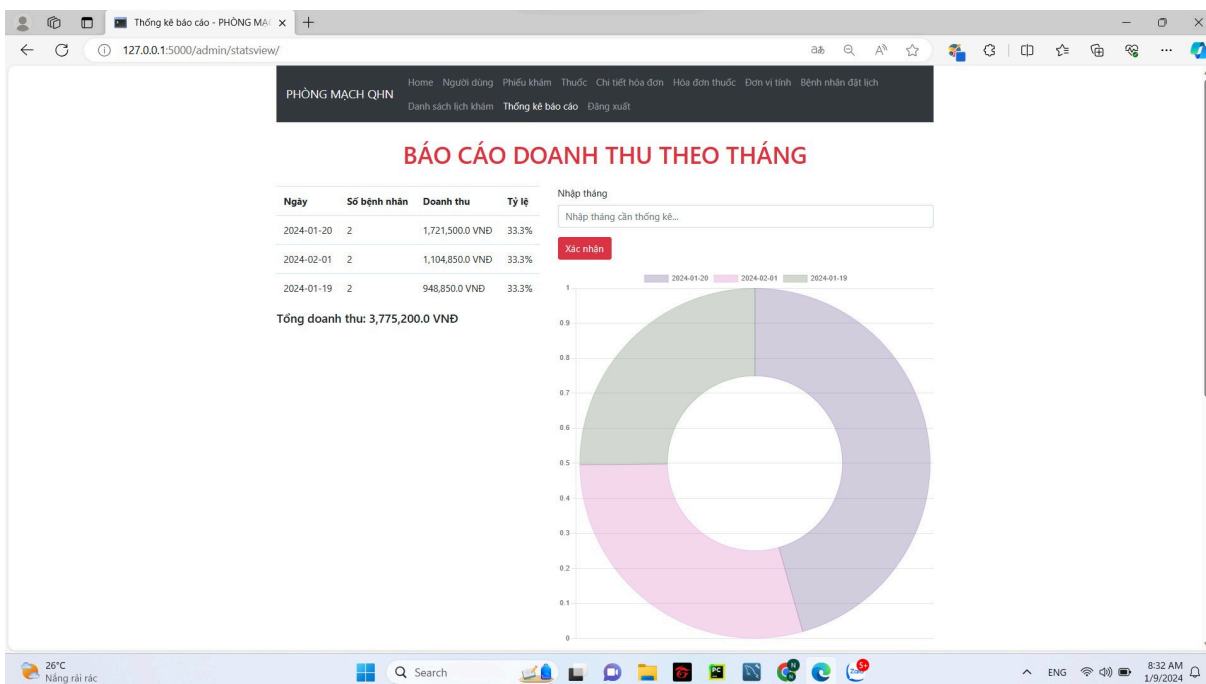 Thống kê báo cáo - PHÒNG MẠC
127.0.0.1:5000/admin/statsview/
PHÒNG MẠCH QHN
Home Người dùng Phiếu khám Thuốc Chi tiết hóa đơn Hóa đơn thuốc Đơn vị tính Bệnh nhân đặt lịch
Danh sách lịch khám Thống kê báo cáo Đăng xuất
BÁO CÁO DOANH THU THEO THÁNG
Ngày Số bệnh nhân Doanh thu Tỷ lệ
2024-01-20 2 1,721,500.0 VNĐ 33.3%
2024-02-01 2 1,104,850.0 VNĐ 33.3%
2024-01-19 2 948,850.0 VNĐ 33.3%
Tổng doanh thu: 3,775,200.0 VNĐ
Nhập tháng
Nhập tháng cần thống kê...
Xác nhận
2024-01-20 2024-02-01 2024-01-19
1
0.9
0.8
0.7
0.6
0.5
0.4
0.3
0.2
0.1
0
26°C
Nắng rải rác
Search
PC
Zalo
5+
ENG
8:32 AM
1/9/2024